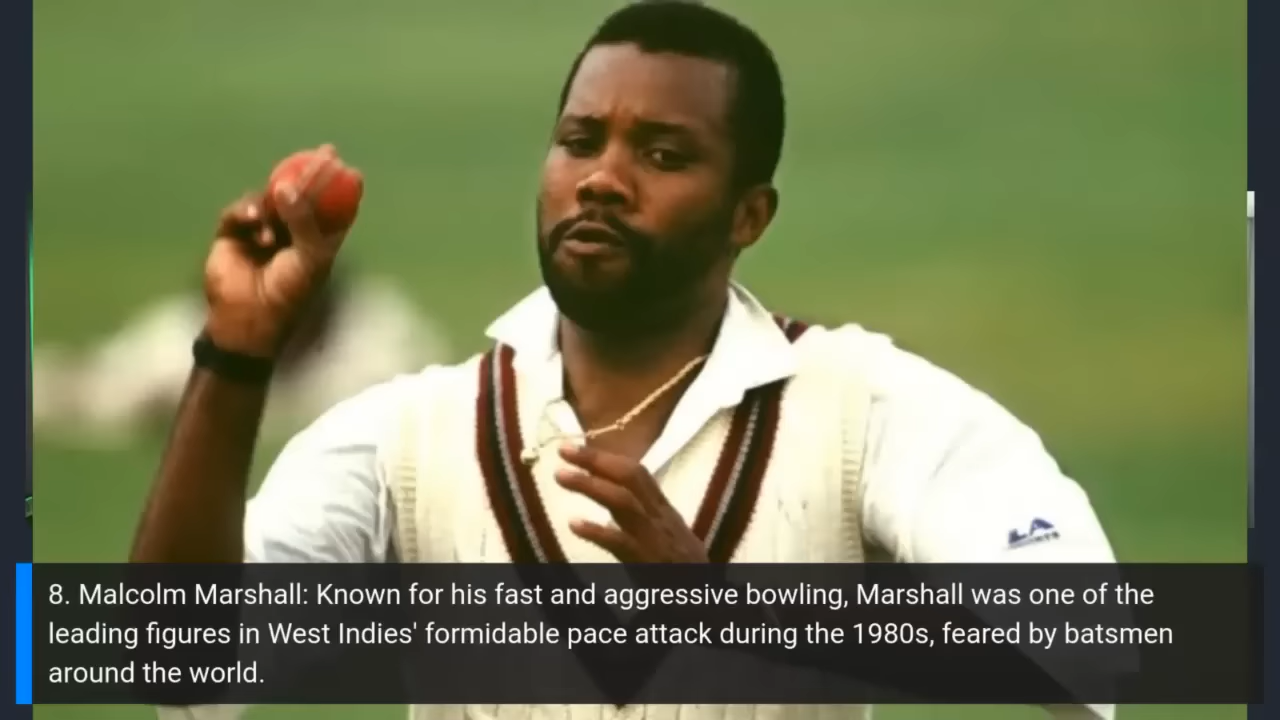 LA
8. Malcolm Marshall: Known for his fast and aggressive bowling, Marshall was one of the
leading figures in West Indies' formidable pace attack during the 1980s, feared by batsmen
around the world.